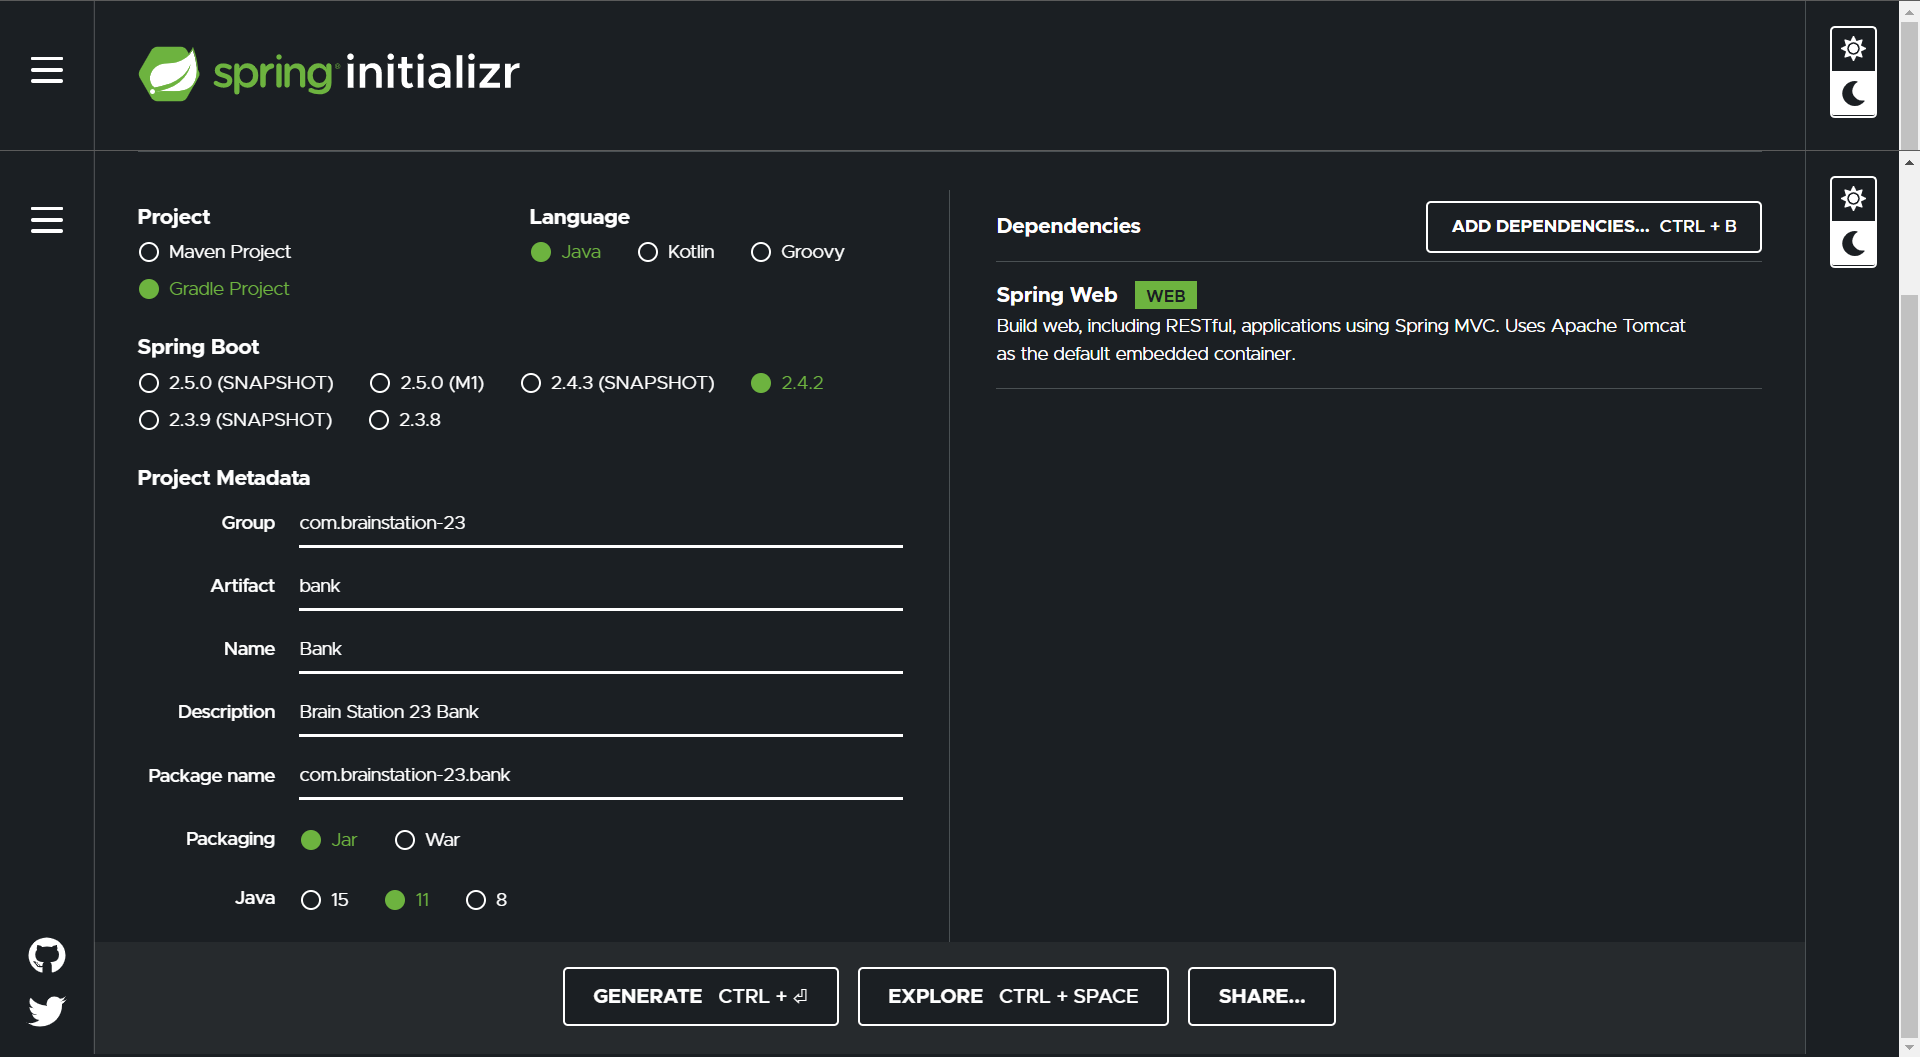 spring initializr
Project
Maven Project
Gradle Project
Language
Java Kotlin Groovy
Spring Boot
2.5.0 (SNAPSHOT) 2.5.0 (M1) 2.4.3 (SNAPSHOT) 2.4.2
2.3.9 (SNAPSHOT) 2.3.8
Project Metadata
Group com.brainstation-23
Artifact bank
Name Bank
Description Brain Station 23 Bank
Package name com.brainstation-23.bank
Packaging Jar War
Java 15 11 8
Dependencies
ADD DEPENDENCIES... CTRL + B
Spring Web WEB
Build web, including RESTful, applications using Spring MVC. Uses Apache Tomcat
as the default embedded container.
GENERATE CTRL + ⏎
EXPLORE CTRL + SPACE
SHARE...